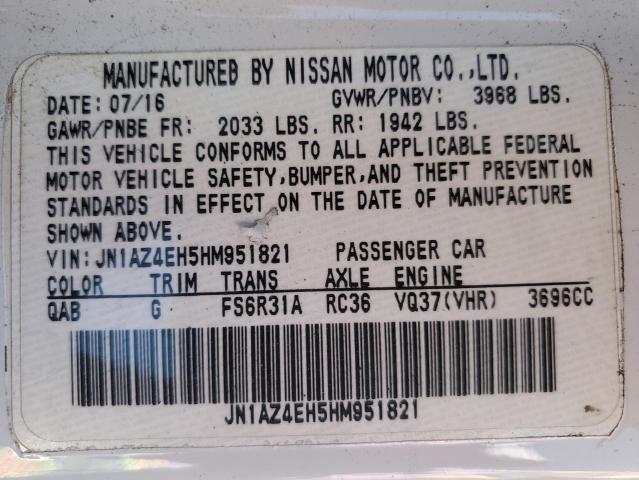 MANUFACTURED BY NISSAN MOTOR CO.,LTD.
DATE: 07/16 GVWR/PNBV: 3968 LBS.
GAWR/PNBE FR: 2033 LBS. RR: 1942 LBS.
THIS VEHICLE CONFORMS TO ALL APPLICABLE FEDERAL
MOTOR VEHICLE SAFETY,BUMPER,AND THEFT PREVENTION
STANDARDS IN EFFECT ON THE DATE OF MANUFACTURE
SHOWN ABOVE.
VIN:JN1AZ4EH5HM951821 PASSENGER CAR
COLOR TRIM TRANS AXLE ENGINE
QAB G FS6R31A RC36 VQ37(VHR) 3696CC
JN1AZ4EH5HM951821